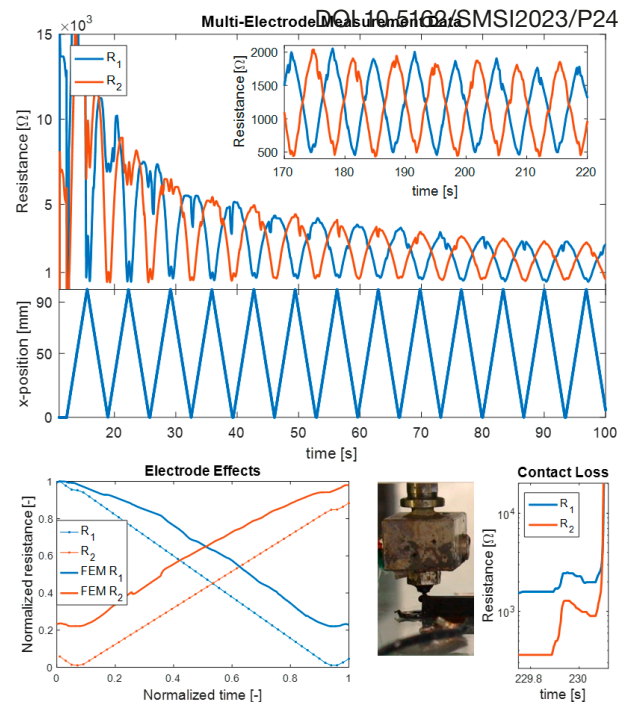 DOI 10.5162/SMSI2023/P24
Multi-Electrode Measurement Data
×10³
15
10
5
1
Resistance [Ω]
R₁
R₂
2000
1500
1000
500
Resistance [Ω]
170 180 190 200 210 220
time [s]
90
50
0
x-position [mm]
20 30 40 50 60 70 80 90 100
time [s]
Electrode Effects
1
0.8
0.6
0.4
0.2
0
Normalized resistance [-]
R₁
R₂
FEM R₁
FEM R₂
0 0.2 0.4 0.6 0.8 1
Normalized time [-]
Contact Loss
R₁
R₂
10⁴
10³
Resistance [Ω]
229.8 230
time [s]